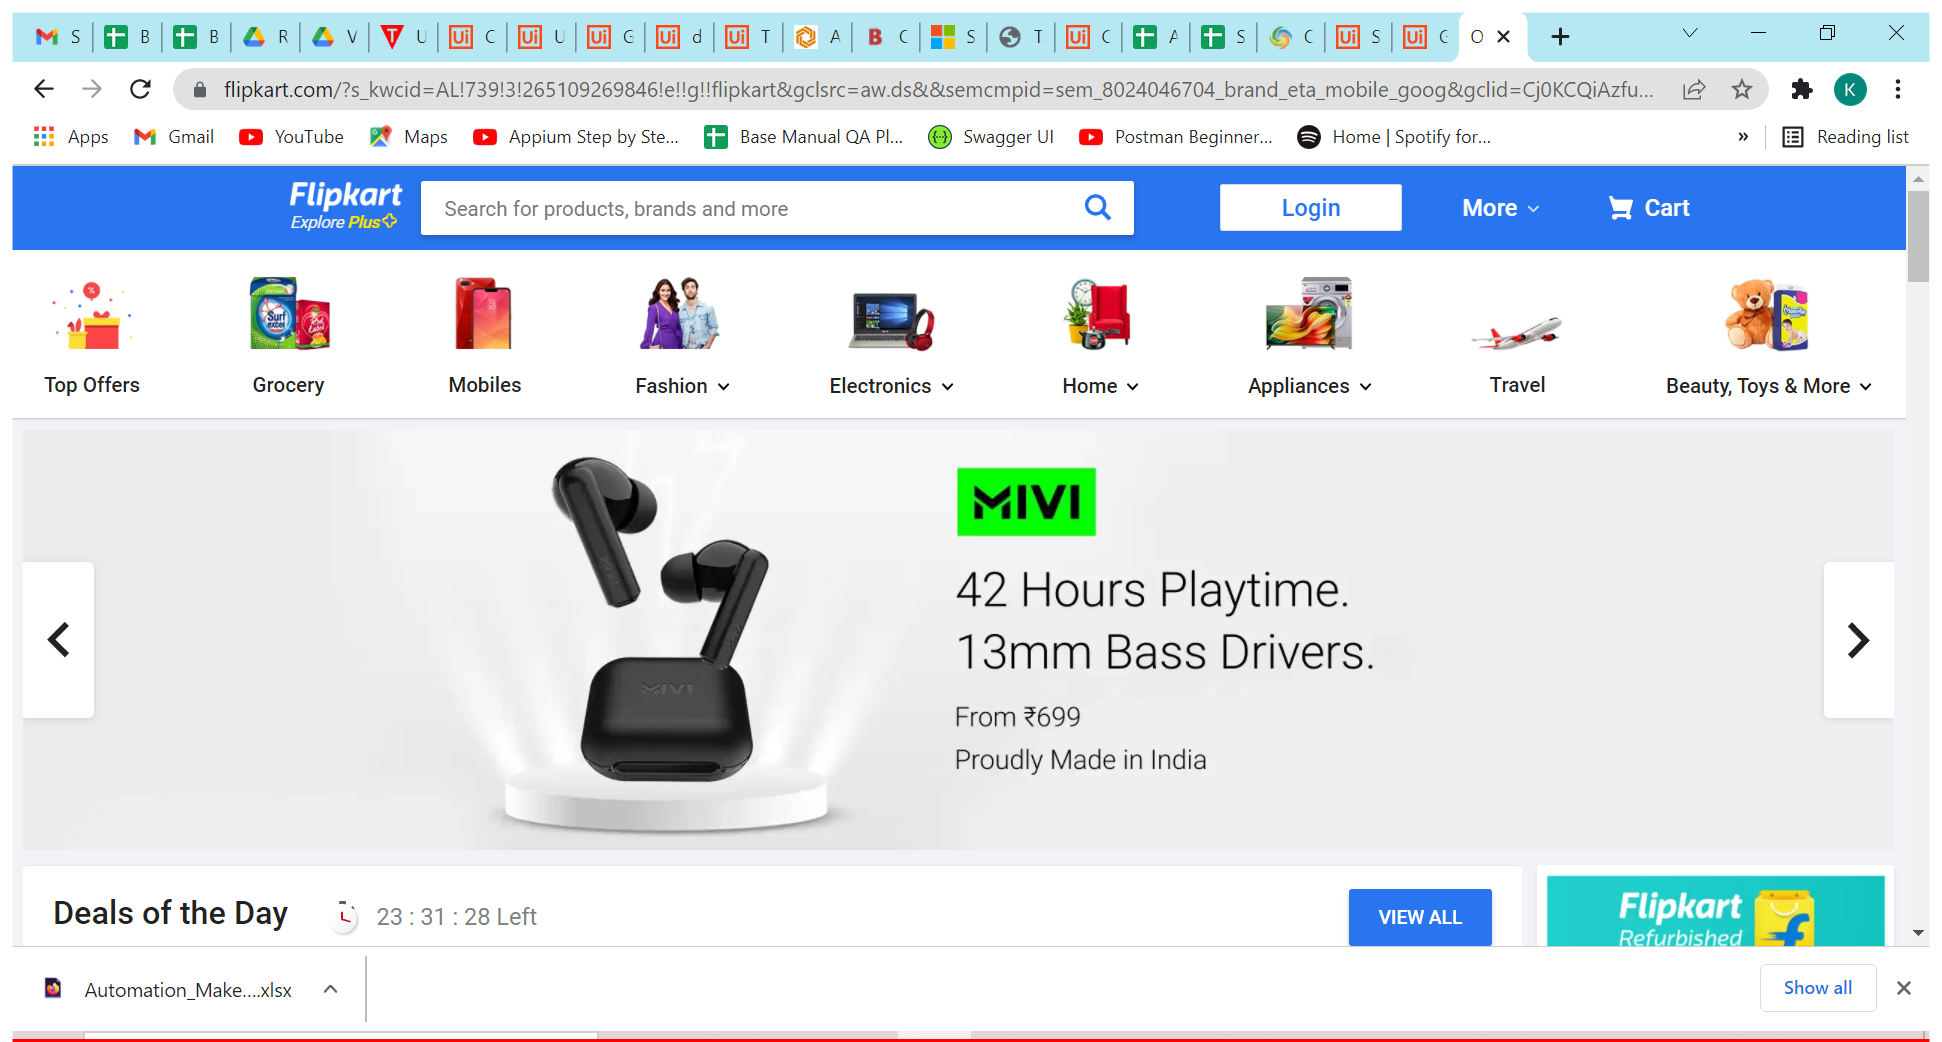 S B B R V U C U G d T A C S T C A S C S G O
flipkart.com/?s_kwcid=AL!739!3!265109269846!e!!g!!flipkart&gclsrc=aw.ds&&semcmpid=sem_8024046704_brand_eta_mobile_goog&gclid=Cj0KCQiAzfu... K
Apps Gmail YouTube Maps Appium Step by Ste... Base Manual QA Pl... Swagger UI Postman Beginner... Home | Spotify for... » Reading list
Flipkart
Explore Plus
Search for products, brands and more
Login
More
Cart
Top Offers
Grocery
Mobiles
Fashion
Electronics
Home
Appliances
Travel
Beauty, Toys & More
MIVI
42 Hours Playtime.
13mm Bass Drivers.
From ₹699
Proudly Made in India
MIVI
Deals of the Day
23 : 31 : 28 Left
VIEW ALL
Flipkart
Refurbished
Automation_Make....xlsx
Show all